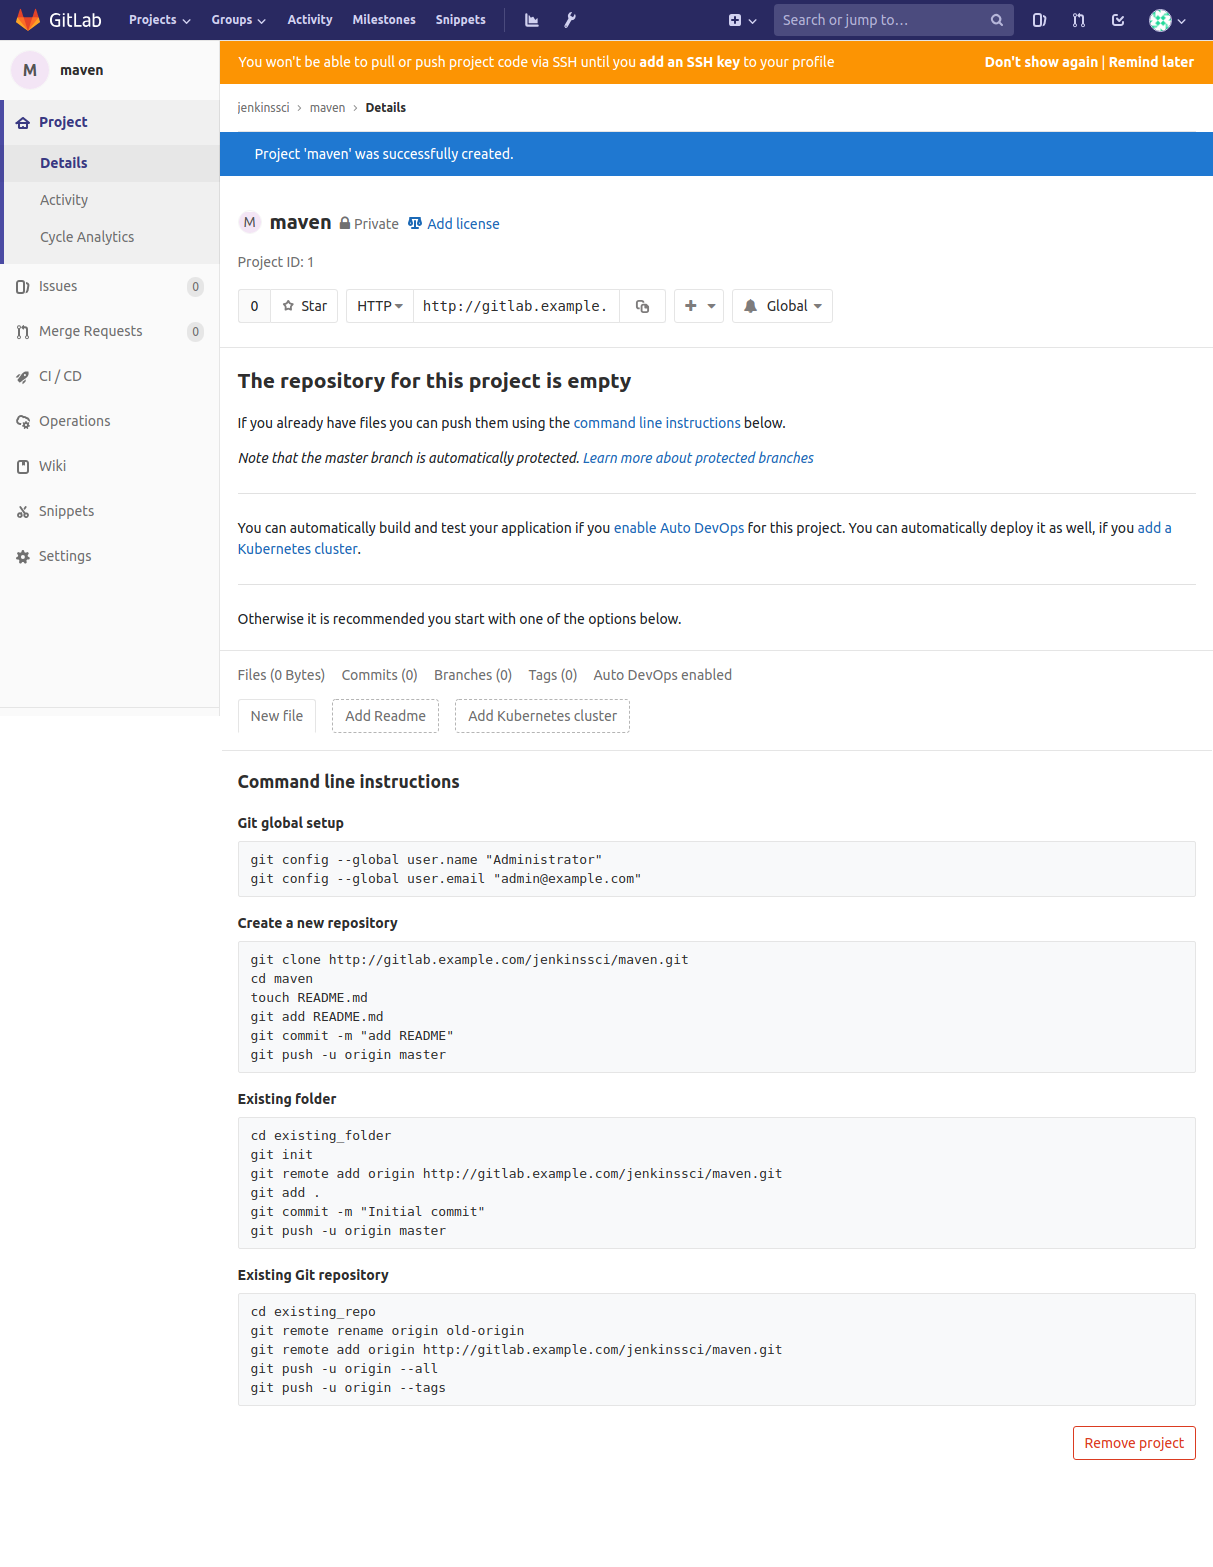 GitLab Projects Groups Activity Milestones Snippets Search or jump to…
M maven
Project
Details
Activity
Cycle Analytics
Issues 0
Merge Requests 0
CI / CD
Operations
Wiki
Snippets
Settings
You won't be able to pull or push project code via SSH until you add an SSH key to your profile Don't show again | Remind later
jenkinssci › maven › Details
Project 'maven' was successfully created.
M maven Private Add license
Project ID: 1
0 Star HTTP http://gitlab.example. Global
The repository for this project is empty
If you already have files you can push them using the command line instructions below.
Note that the master branch is automatically protected. Learn more about protected branches
You can automatically build and test your application if you enable Auto DevOps for this project. You can automatically deploy it as well, if you add a
Kubernetes cluster.
Otherwise it is recommended you start with one of the options below.
Files (0 Bytes) Commits (0) Branches (0) Tags (0) Auto DevOps enabled
New file Add Readme Add Kubernetes cluster
Command line instructions
Git global setup
git config --global user.name "Administrator"
git config --global user.email "admin@example.com"
Create a new repository
git clone http://gitlab.example.com/jenkinssci/maven.git
cd maven
touch README.md
git add README.md
git commit -m "add README"
git push -u origin master
Existing folder
cd existing_folder
git init
git remote add origin http://gitlab.example.com/jenkinssci/maven.git
git add .
git commit -m "Initial commit"
git push -u origin master
Existing Git repository
cd existing_repo
git remote rename origin old-origin
git remote add origin http://gitlab.example.com/jenkinssci/maven.git
git push -u origin --all
git push -u origin --tags
Remove project